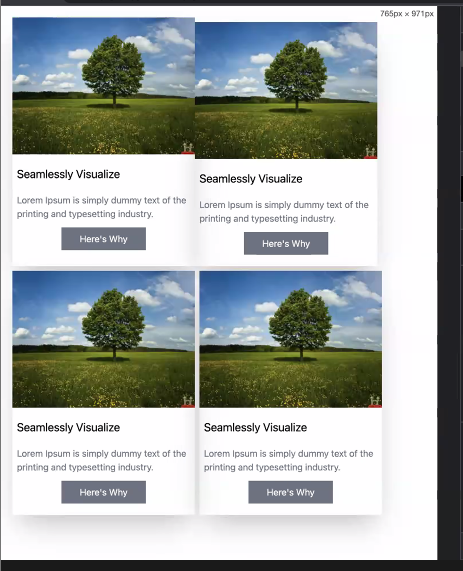 765px × 971px
Seamlessly Visualize
Lorem Ipsum is simply dummy text of the
printing and typesetting industry.
Here's Why
Seamlessly Visualize
Lorem Ipsum is simply dummy text of the
printing and typesetting industry.
Here's Why
Seamlessly Visualize
Lorem Ipsum is simply dummy text of the
printing and typesetting industry.
Here's Why
Seamlessly Visualize
Lorem Ipsum is simply dummy text of the
printing and typesetting industry.
Here's Why